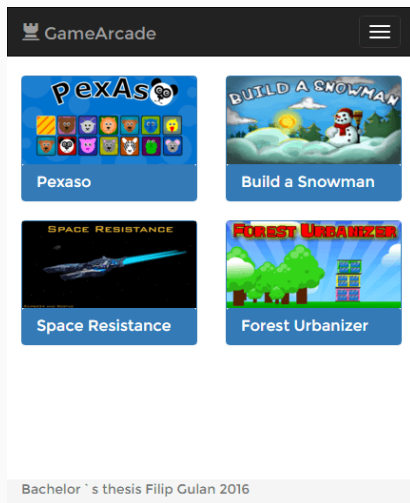 GameArcade
PexAso
BUILD A SNOWMAN
Pexaso
Build a Snowman
SPACE RESISTANCE
FOREST URBANIZER
Space Resistance
Forest Urbanizer
Bachelor`s thesis Filip Gulan 2016